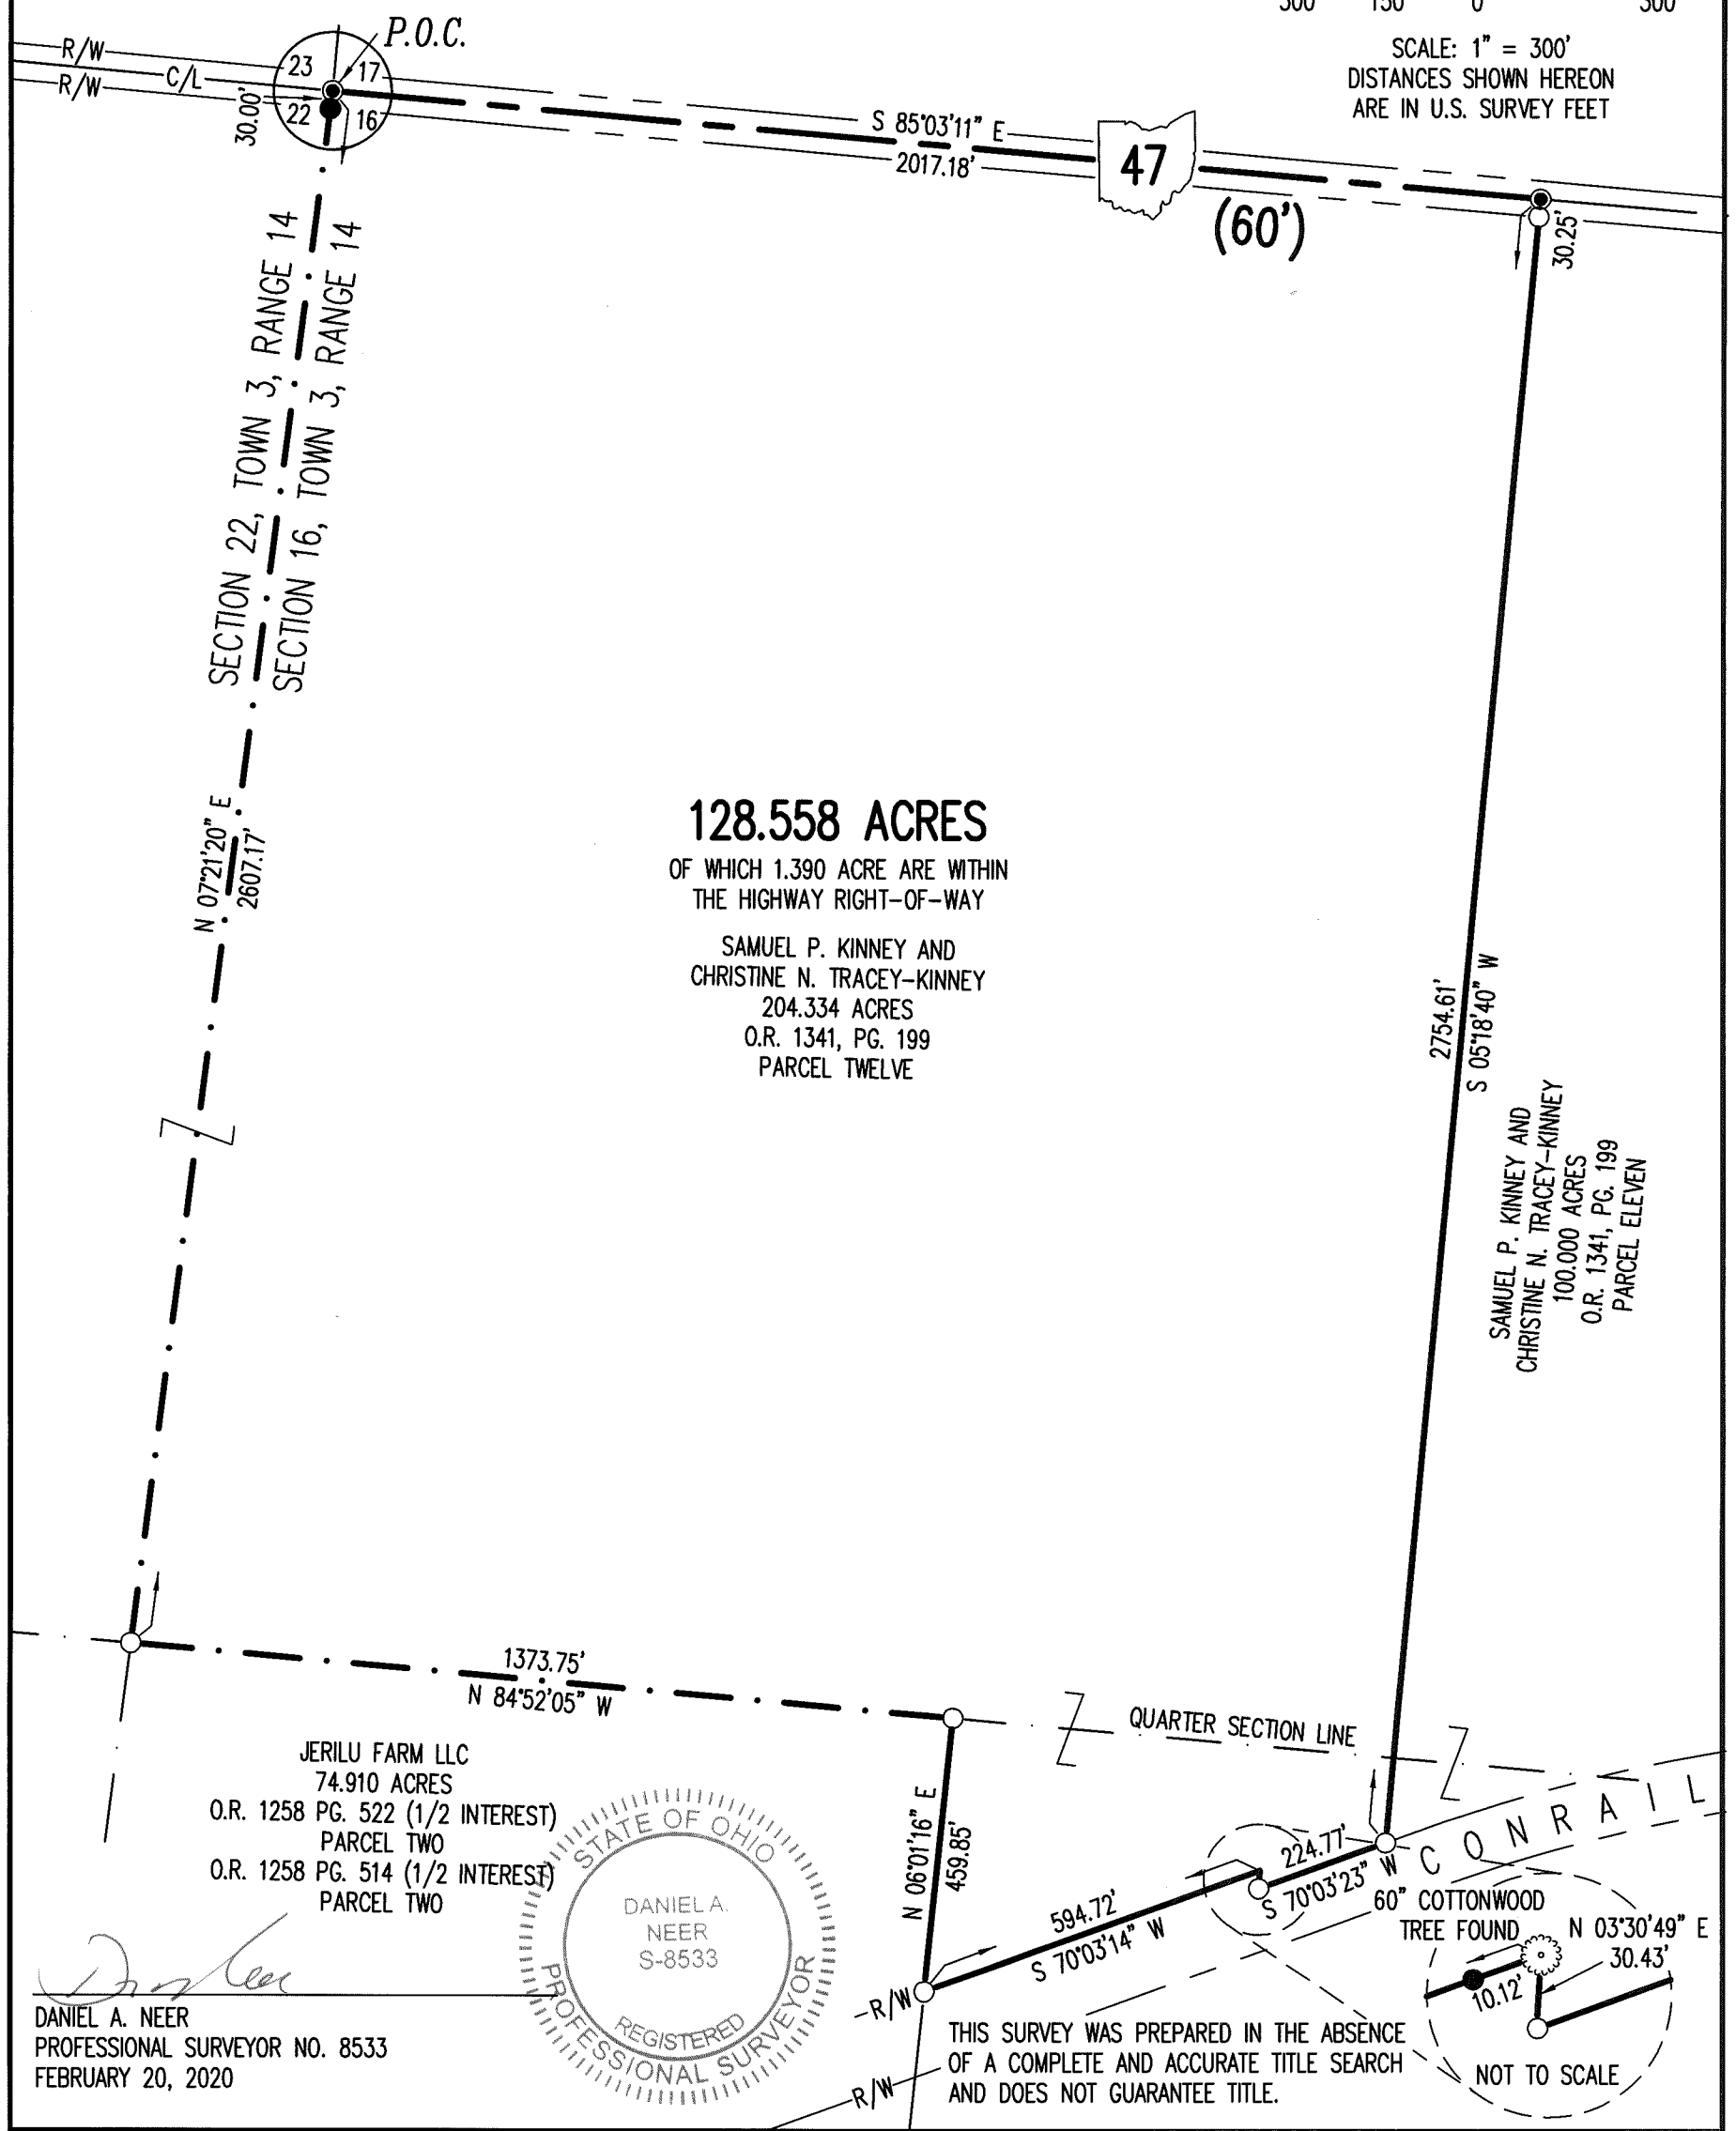 300 150 0 300
SCALE: 1" = 300'
DISTANCES SHOWN HEREON
ARE IN U.S. SURVEY FEET
P.O.C.
R/W
C/L
R/W
23
17
22
16
30.00'
S 85°03'11" E
2017.18'
47
(60')
30.25'
SECTION 22, TOWN 3, RANGE 14
SECTION 16, TOWN 3, RANGE 14
N 07°21'20" E
2607.17'
128.558 ACRES
OF WHICH 1.390 ACRE ARE WITHIN
THE HIGHWAY RIGHT-OF-WAY
SAMUEL P. KINNEY AND
CHRISTINE N. TRACEY-KINNEY
204.334 ACRES
O.R. 1341, PG. 199
PARCEL TWELVE
2754.61'
S 05°18'40" W
SAMUEL P. KINNEY AND
CHRISTINE N. TRACEY-KINNEY
100.000 ACRES
O.R. 1341, PG. 199
PARCEL ELEVEN
1373.75'
N 84°52'05" W
QUARTER SECTION LINE
JERILU FARM LLC
74.910 ACRES
O.R. 1258 PG. 522 (1/2 INTEREST)
PARCEL TWO
O.R. 1258 PG. 514 (1/2 INTEREST)
PARCEL TWO
N 06°01'16" E
459.85'
594.72'
S 70°03'14" W
224.77'
S 70°03'23" W
CONRAIL
60" COTTONWOOD
TREE FOUND
N 03°30'49" E
30.43'
10.12'
NOT TO SCALE
STATE OF OHIO
DANIEL A.
NEER
S-8533
REGISTERED
PROFESSIONAL SURVEYOR
DANIEL A. NEER
PROFESSIONAL SURVEYOR NO. 8533
FEBRUARY 20, 2020
R/W
R/W
THIS SURVEY WAS PREPARED IN THE ABSENCE
OF A COMPLETE AND ACCURATE TITLE SEARCH
AND DOES NOT GUARANTEE TITLE.